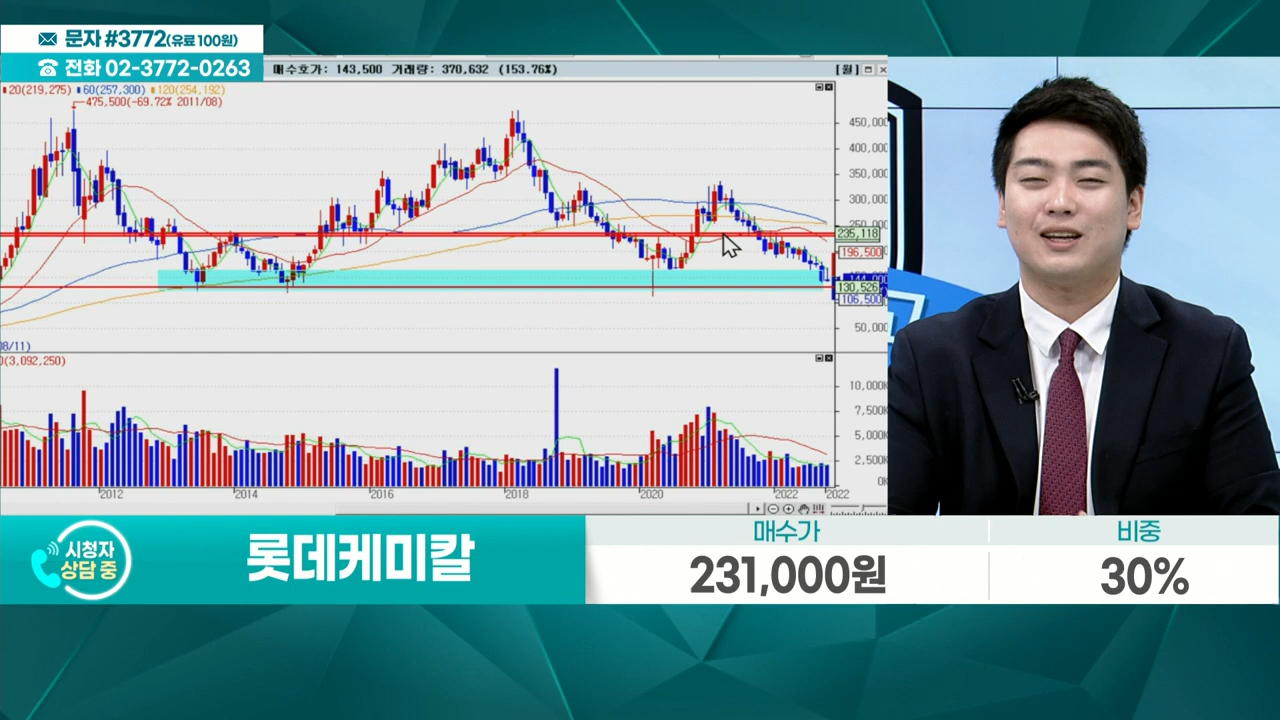 문자 #3772(유료 100원)
전화 02-3772-0263
매수호가: 143,500 거래량: 370,632 (153.76%)
[월]
20(219,275) 60(257,300) 120(254,192)
475,500(-69.72% 2011/08)
450,000
400,000
350,000
300,000
250,000
235,118
196,500
144,000
130,526
106,500
50,000
08/11)
0(3,092,250)
10,000K
7,500K
5,000K
2,500K
0K
2012 2014 2016 2018 2020 2022 2022
시청자
상담 중
롯데케미칼
매수가 비중
231,000원 30%